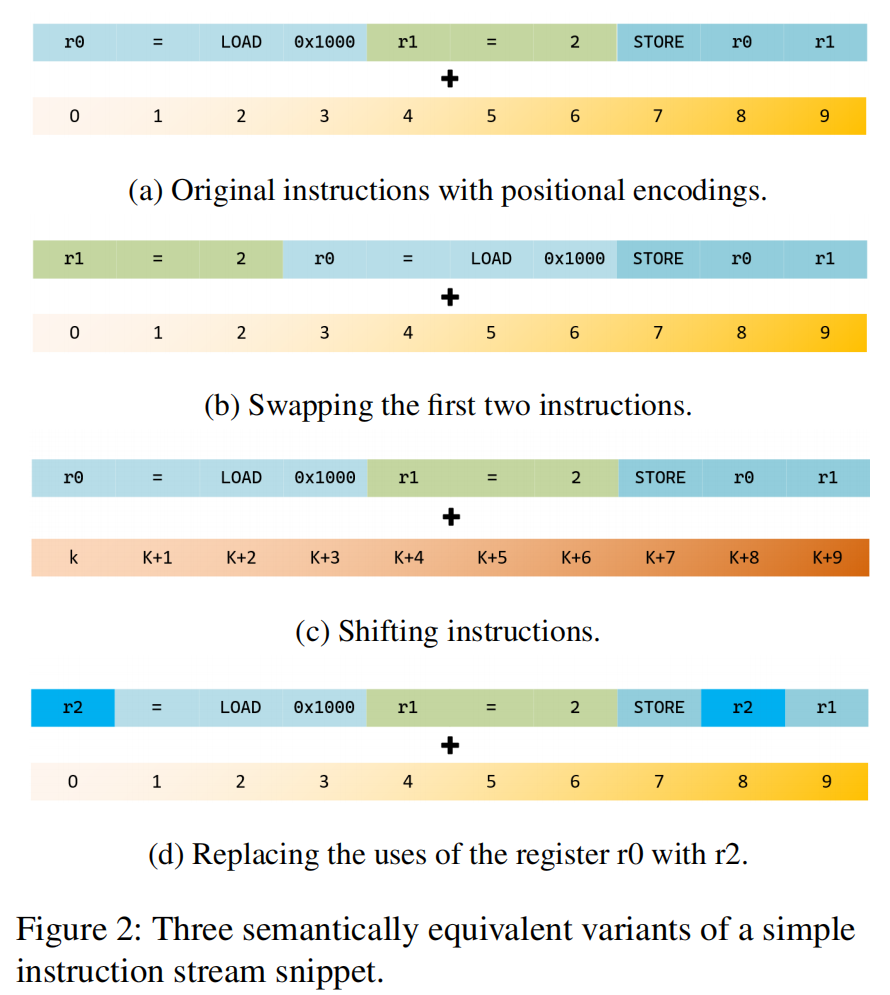 r0 = LOAD 0x1000 r1 = 2 STORE r0 r1
+
0 1 2 3 4 5 6 7 8 9
(a) Original instructions with positional encodings.
r1 = 2 r0 = LOAD 0x1000 STORE r0 r1
+
0 1 2 3 4 5 6 7 8 9
(b) Swapping the first two instructions.
r0 = LOAD 0x1000 r1 = 2 STORE r0 r1
+
k K+1 K+2 K+3 K+4 K+5 K+6 K+7 K+8 K+9
(c) Shifting instructions.
r2 = LOAD 0x1000 r1 = 2 STORE r2 r1
+
0 1 2 3 4 5 6 7 8 9
(d) Replacing the uses of the register r0 with r2.
Figure 2: Three semantically equivalent variants of a simple
instruction stream snippet.